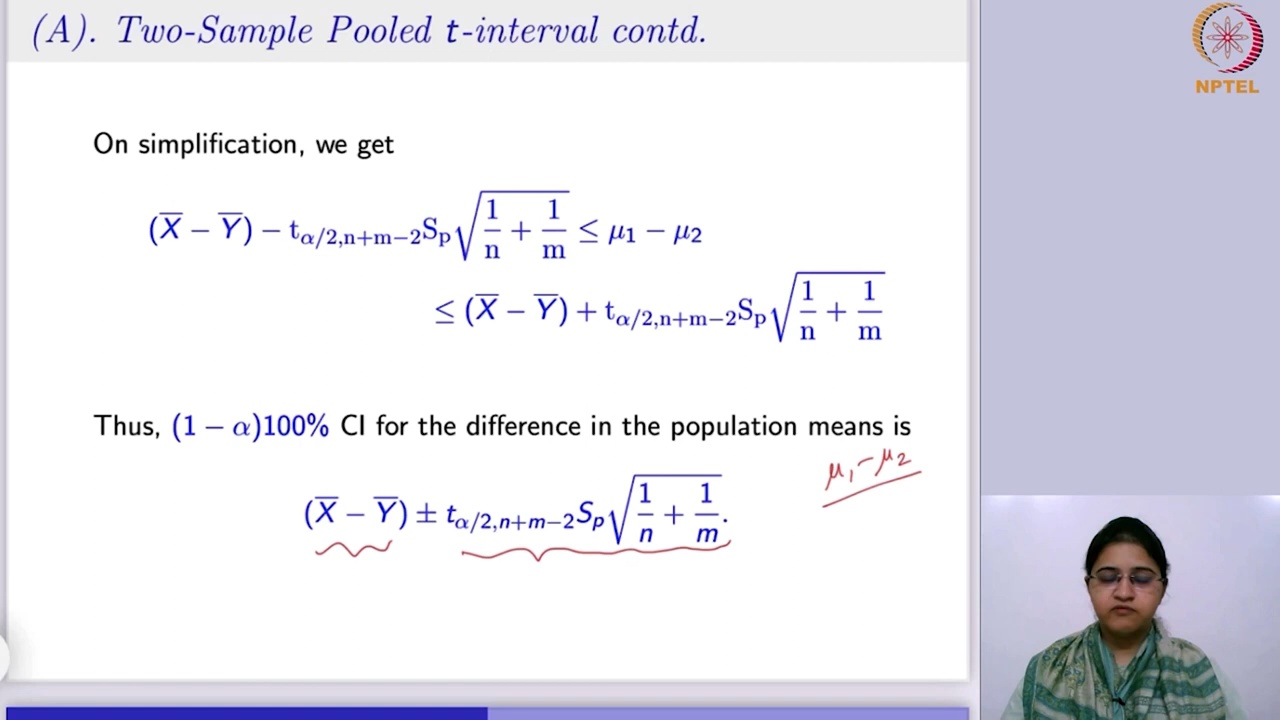 (A). Two-Sample Pooled t-interval contd.
NPTEL
On simplification, we get
(X̅ − Y̅) − t_{α/2,n+m−2}S_p√(1/n + 1/m) ≤ μ1 − μ2
≤ (X̅ − Y̅) + t_{α/2,n+m−2}S_p√(1/n + 1/m)
Thus, (1 − α)100% CI for the difference in the population means is
μ1 − μ2
(X̅ − Y̅) ± t_{α/2,n+m−2}S_p√(1/n + 1/m).